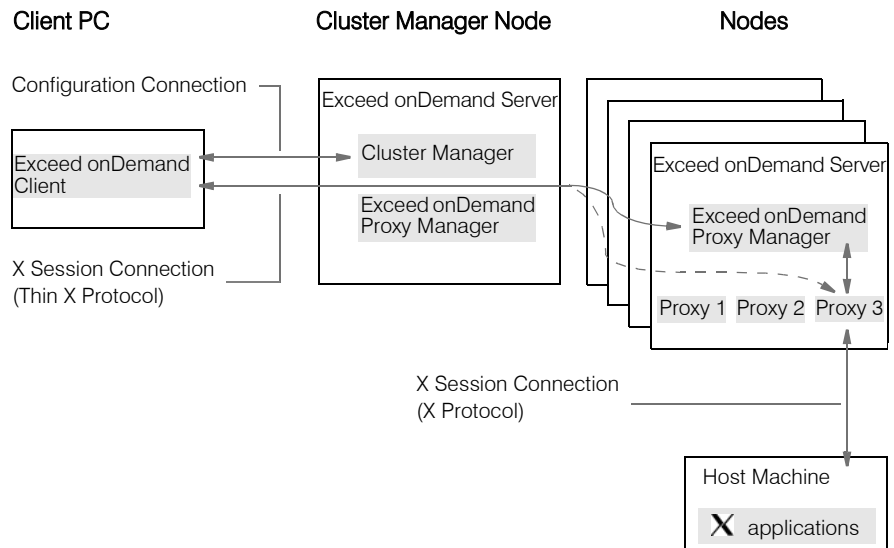 Client PC
Cluster Manager Node
Nodes
Configuration Connection
Exceed onDemand Server
Cluster Manager
Exceed onDemand
Client
Exceed onDemand
Proxy Manager
X Session Connection
(Thin X Protocol)
Exceed onDemand Server
Exceed onDemand
Proxy Manager
Proxy 1
Proxy 2
Proxy 3
X Session Connection
(X Protocol)
Host Machine
X applications